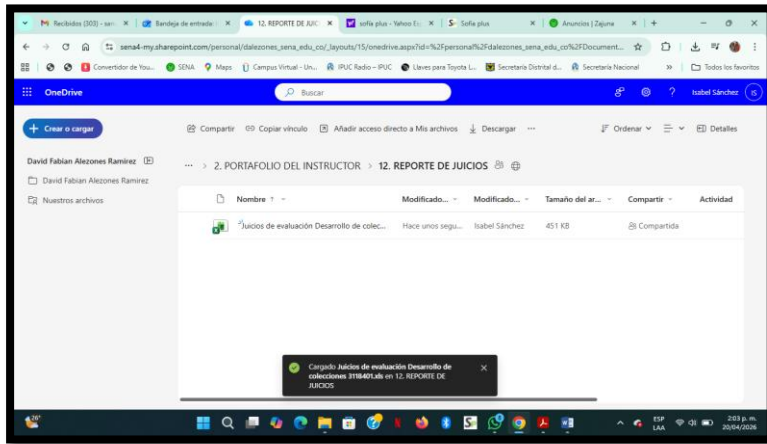 Recibidos (303) - sen
Bandeja de entrada
12. REPORTE DE JUIC
sofia plus - Yahoo Es
Sofia plus
Anuncios | Zajuna
sena4-my.sharepoint.com/personal/dalezones_sena_edu_co/_layouts/15/onedrive.aspx?id=%2Fpersonal%2Fdalezones_sena_edu_co%2FDocument...
Convertidor de You...
SENA
Maps
Campus Virtual - Un...
IPUC Radio – IPUC
Llaves para Toyota L...
Secretaría Distrital d...
Secretaría Nacional
Todos los favoritos
OneDrive
Buscar
Isabel Sánchez
IS
Crear o cargar
Compartir
Copiar vínculo
Añadir acceso directo a Mis archivos
Descargar
Ordenar
Detalles
David Fabian Alezones Ramirez
David Fabian Alezones Ramirez
Nuestros archivos
... > 2. PORTAFOLIO DEL INSTRUCTOR > 12. REPORTE DE JUICIOS
Nombre
Modificado...
Modificado...
Tamaño del ar...
Compartir
Actividad
Juicios de evaluación Desarrollo de colec...
Hace unos segu...
Isabel Sánchez
451 KB
Compartida
Cargado Juicios de evaluación Desarrollo de
colecciones 3118401.xls en 12. REPORTE DE
JUICIOS
26°
ESP
LAA
2:03 p. m.
20/04/2026